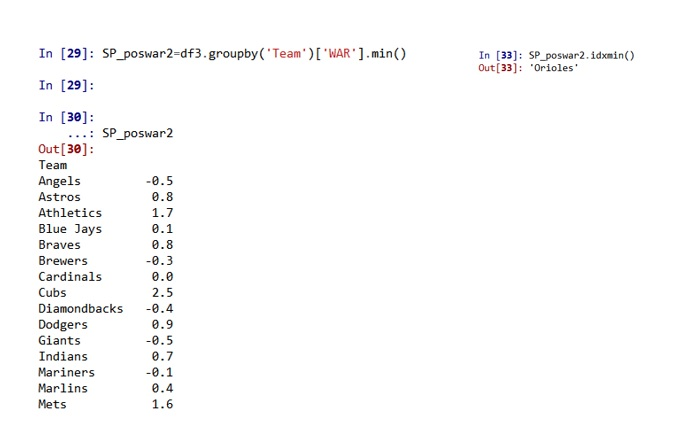 In [29]: SP_poswar2=df3.groupby('Team')['WAR'].min()
In [29]:
In [30]:
...: SP_poswar2
Out[30]:
Team
Angels -0.5
Astros 0.8
Athletics 1.7
Blue Jays 0.1
Braves 0.8
Brewers -0.3
Cardinals 0.0
Cubs 2.5
Diamondbacks -0.4
Dodgers 0.9
Giants -0.5
Indians 0.7
Mariners -0.1
Marlins 0.4
Mets 1.6
In [33]: SP_poswar2.idxmin()
Out[33]: 'Orioles'